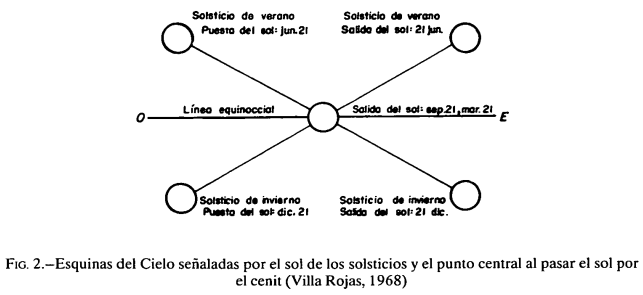 Solsticio de verano
Puesta del sol: jun. 21
Solsticio de verano
Salida del sol: 21 jun.
Línea equinoccial
Salida del sol: sep. 21, mar. 21
O
E
Solsticio de invierno
Puesta del sol: dic. 21
Solsticio de invierno
Salida del sol: 21 dic.
FIG. 2.—Esquinas del Cielo señaladas por el sol de los solsticios y el punto central al pasar el sol por
el cenit (Villa Rojas, 1968)